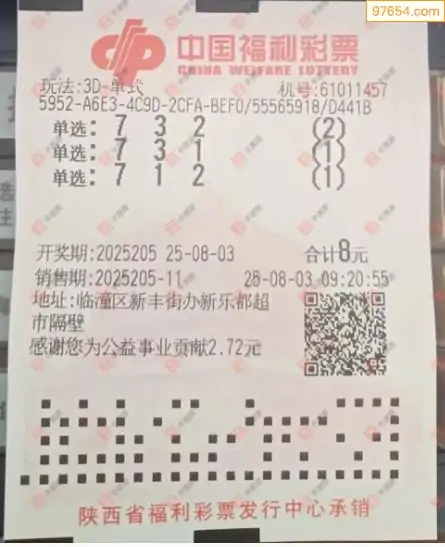 97654.com
中国福利彩票
CHINA WELFARE LOTTERY
玩法:3D-单式 机号:61011457
5952-A6E3-4C9D-2CFA-BEF0/55565918/D441B
单选: 7 3 2 (2)
单选: 7 3 1 (1)
单选: 7 1 2 (1)
开奖期:2025205 25-08-03 合计8元
销售期:2025205-11 25-08-03 09:20:55
地址:临潼区新丰街办新乐都超
市隔壁
感谢您为公益事业贡献2.72元
陕西省福利彩票发行中心承销